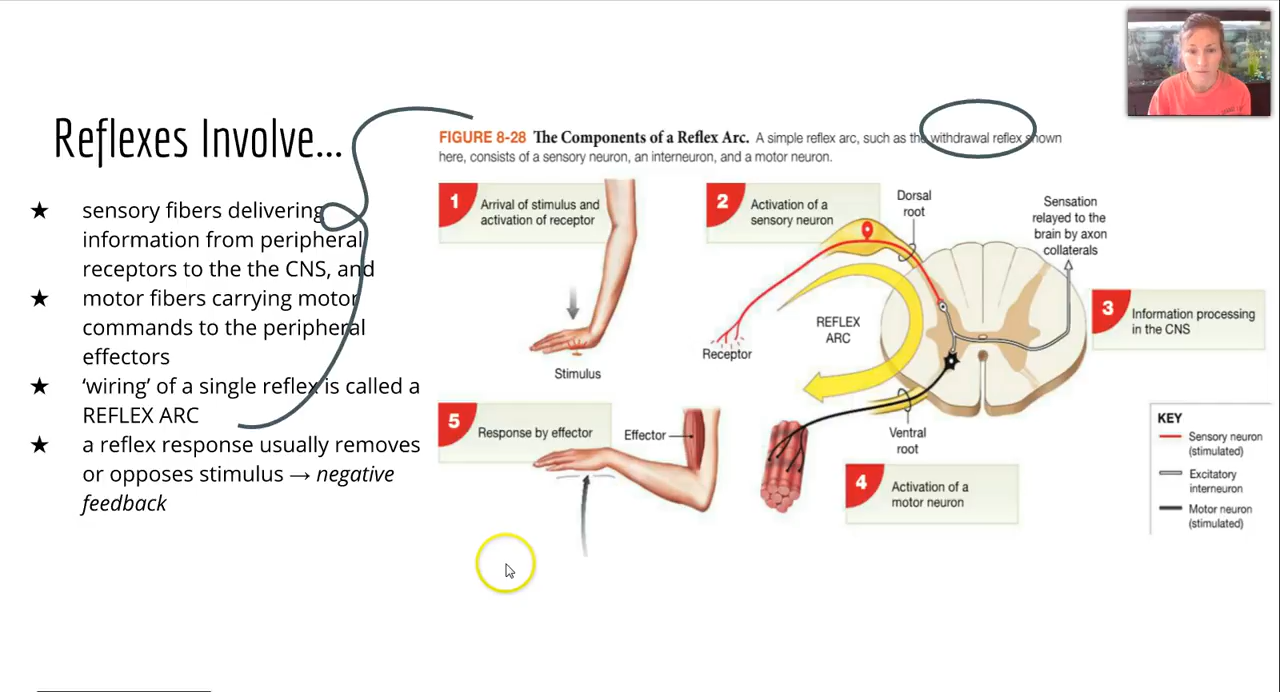 Reflexes Involve...
★ sensory fibers delivering
information from peripheral
receptors to the the CNS, and
★ motor fibers carrying motor
commands to the peripheral
effectors
★ ‘wiring’ of a single reflex is called a
REFLEX ARC
★ a reflex response usually removes
or opposes stimulus → negative
feedback
FIGURE 8-28 The Components of a Reflex Arc. A simple reflex arc, such as the withdrawal reflex shown
here, consists of a sensory neuron, an interneuron, and a motor neuron.
1
Arrival of stimulus and
activation of receptor
Stimulus
2
Activation of a
sensory neuron
Dorsal
root
Sensation
relayed to the
brain by axon
collaterals
Receptor
REFLEX
ARC
3
Information processing
in the CNS
5
Response by effector
Effector
Ventral
root
4
Activation of a
motor neuron
KEY
Sensory neuron
(stimulated)
Excitatory
interneuron
Motor neuron
(stimulated)